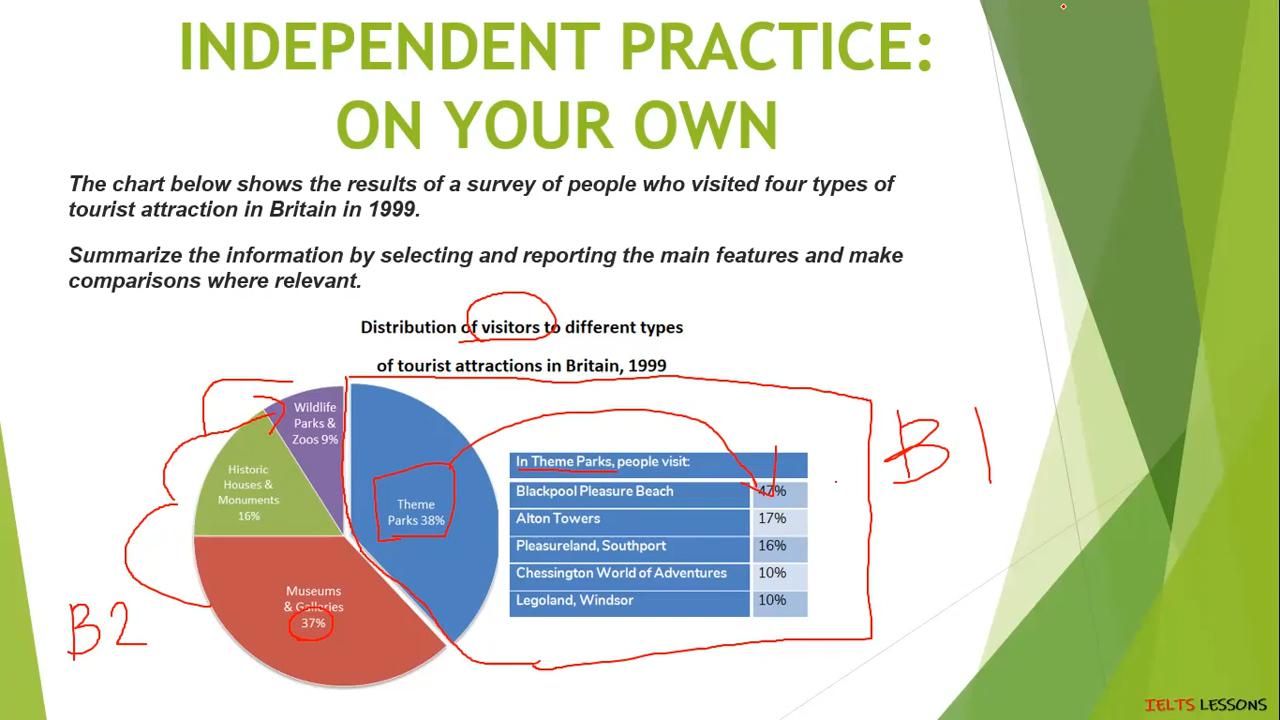 INDEPENDENT PRACTICE:
ON YOUR OWN
The chart below shows the results of a survey of people who visited four types of
tourist attraction in Britain in 1999.
Summarize the information by selecting and reporting the main features and make
comparisons where relevant.
Distribution of visitors to different types
of tourist attractions in Britain, 1999
Wildlife
Parks &
Zoos 9%
Historic
Houses &
Monuments
16%
Theme
Parks 38%
Museums
& Galleries
37%
In Theme Parks, people visit:
Blackpool Pleasure Beach 47%
Alton Towers 17%
Pleasureland, Southport 16%
Chessington World of Adventures 10%
Legoland, Windsor 10%
B1
B2
IELTS LESSONS